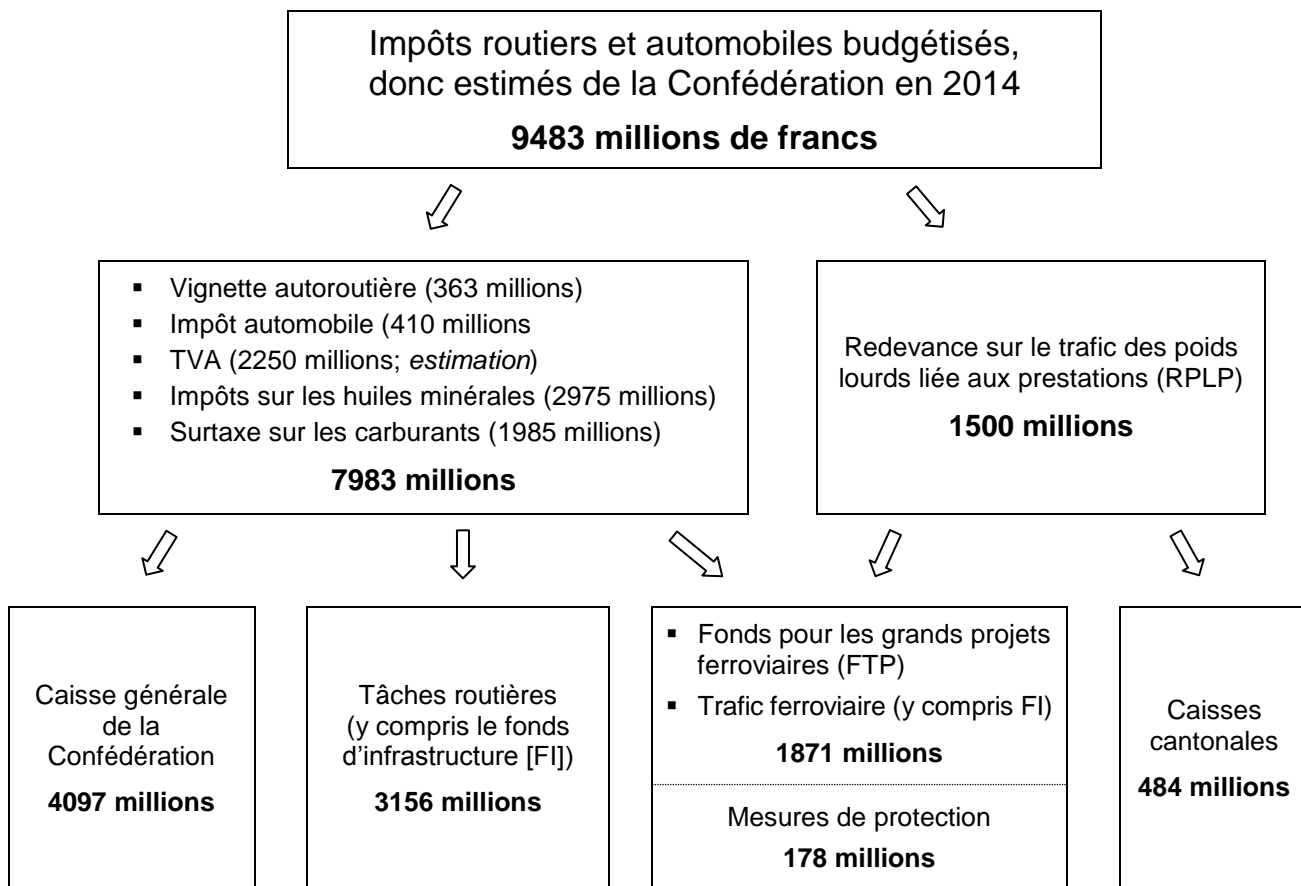 Impôts routiers et automobiles budgétisés,
donc estimés de la Confédération en 2014
9483 millions de francs
▪ Vignette autoroutière (363 millions)
▪ Impôt automobile (410 millions
▪ TVA (2250 millions; estimation)
▪ Impôts sur les huiles minérales (2975 millions)
▪ Surtaxe sur les carburants (1985 millions)
7983 millions
Redevance sur le trafic des poids
lourds liée aux prestations (RPLP)
1500 millions
Caisse générale
de la
Confédération
4097 millions
Tâches routières
(y compris le fonds
d'infrastructure [FI])
3156 millions
▪ Fonds pour les grands projets
ferroviaires (FTP)
▪ Trafic ferroviaire (y compris FI)
1871 millions
Mesures de protection
178 millions
Caisses
cantonales
484 millions